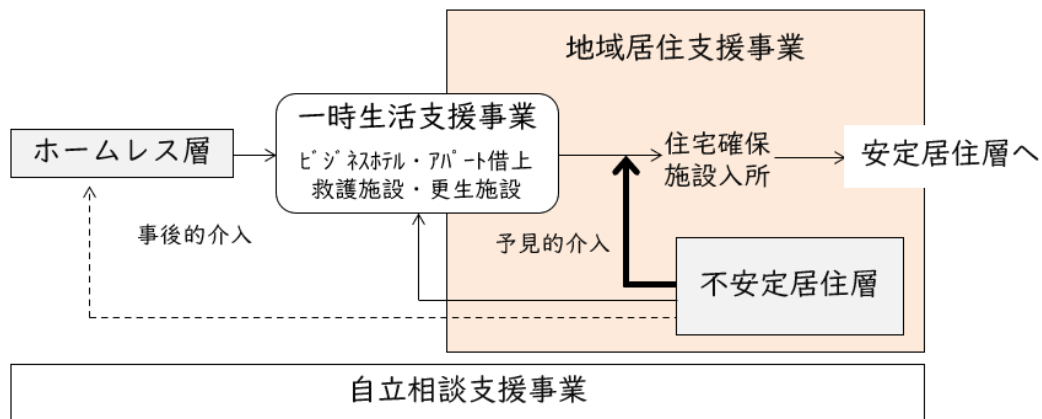 地域居住支援事業
一時生活支援事業
ﾋﾞｼﾞﾈｽﾎﾃﾙ・ｱﾊﾟｰﾄ借上
救護施設・更生施設
ホームレス層
住宅確保
施設入所
安定居住層へ
事後的介入
予見的介入
不安定居住層
自立相談支援事業